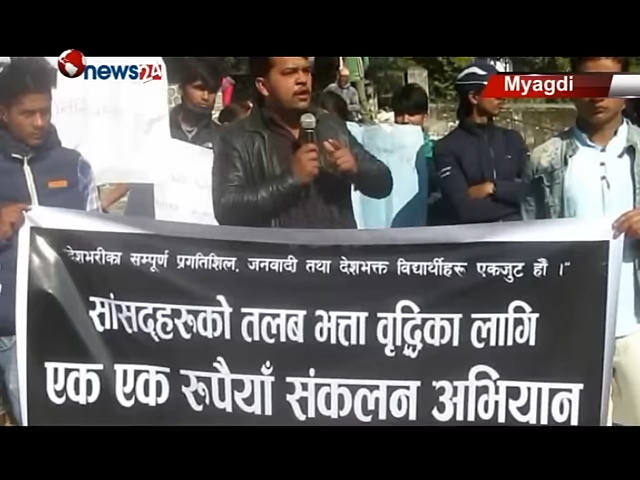 news24
Myagdi
"देशभरीका सम्पूर्ण प्रगतिशिल, जनवादी तथा देशभक्त विद्यार्थीहरू एकजुट हौं ।"
सांसदहरूको तलब भत्ता वृद्धिका लागि
एक एक रूपैयाँ संकलन अभियान